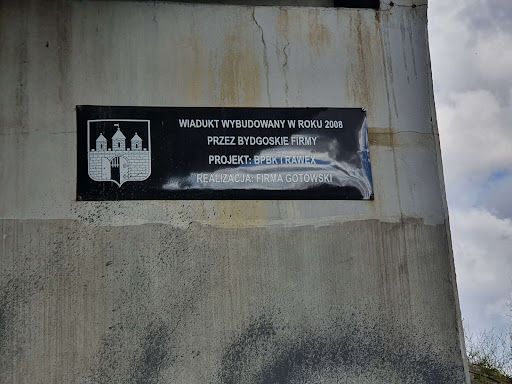 WIADUKT WYBUDOWANY W ROKU 2008
PRZEZ BYDGOSKIE FIRMY
PROJEKT: BPBK I RAWEX
REALIZACJA: FIRMA GOTOWSKI